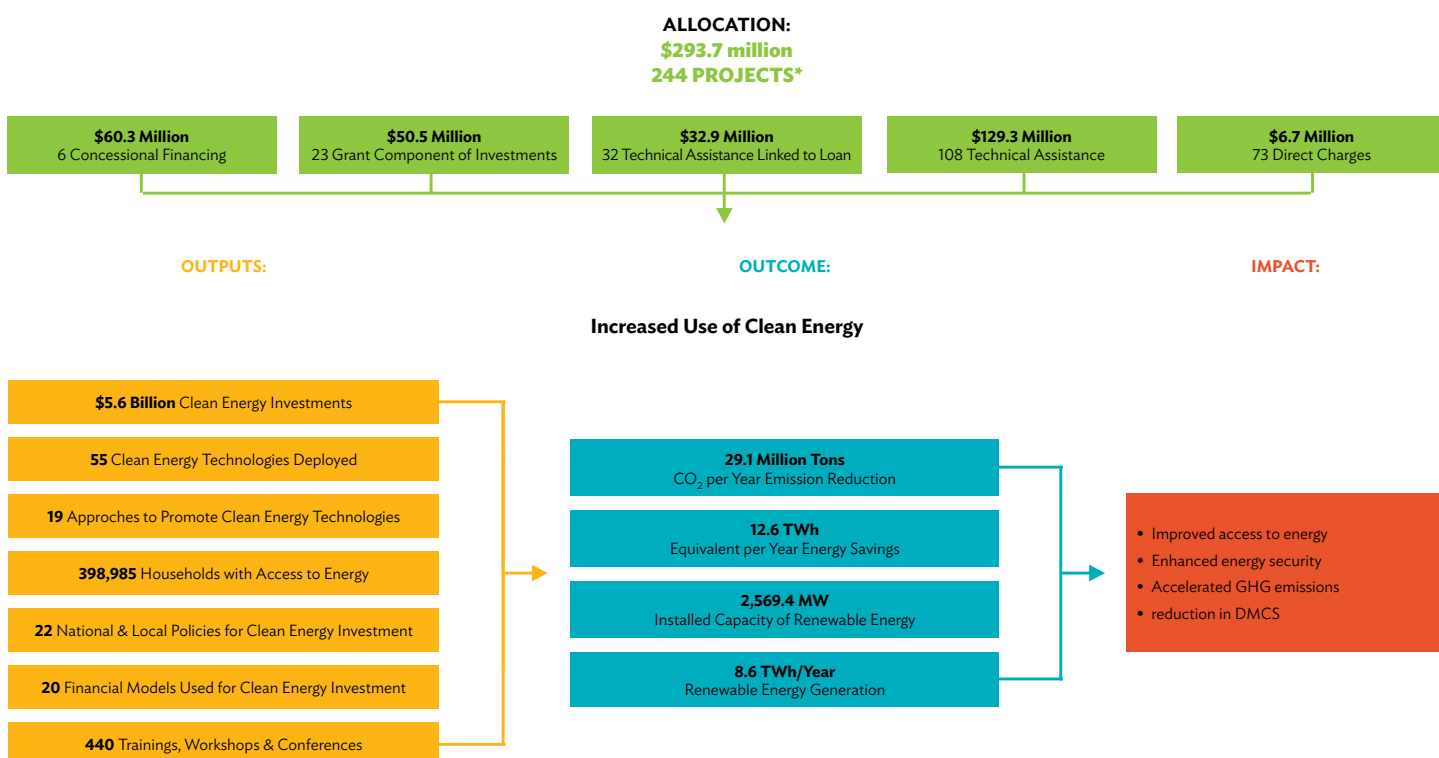 ALLOCATION:
$293.7 million
244 PROJECTS*
$60.3 Million
6 Concessional Financing
$50.5 Million
23 Grant Component of Investments
$32.9 Million
32 Technical Assistance Linked to Loan
$129.3 Million
108 Technical Assistance
$6.7 Million
73 Direct Charges
OUTPUTS:
OUTCOME:
IMPACT:
Increased Use of Clean Energy
$5.6 Billion Clean Energy Investments
55 Clean Energy Technologies Deployed
19 Approches to Promote Clean Energy Technologies
398,985 Households with Access to Energy
22 National & Local Policies for Clean Energy Investment
20 Financial Models Used for Clean Energy Investment
440 Trainings, Workshops & Conferences
29.1 Million Tons
CO₂ per Year Emission Reduction
12.6 TWh
Equivalent per Year Energy Savings
2,569.4 MW
Installed Capacity of Renewable Energy
8.6 TWh/Year
Renewable Energy Generation
• Improved access to energy
• Enhanced energy security
• Accelerated GHG emissions
• reduction in DMCS